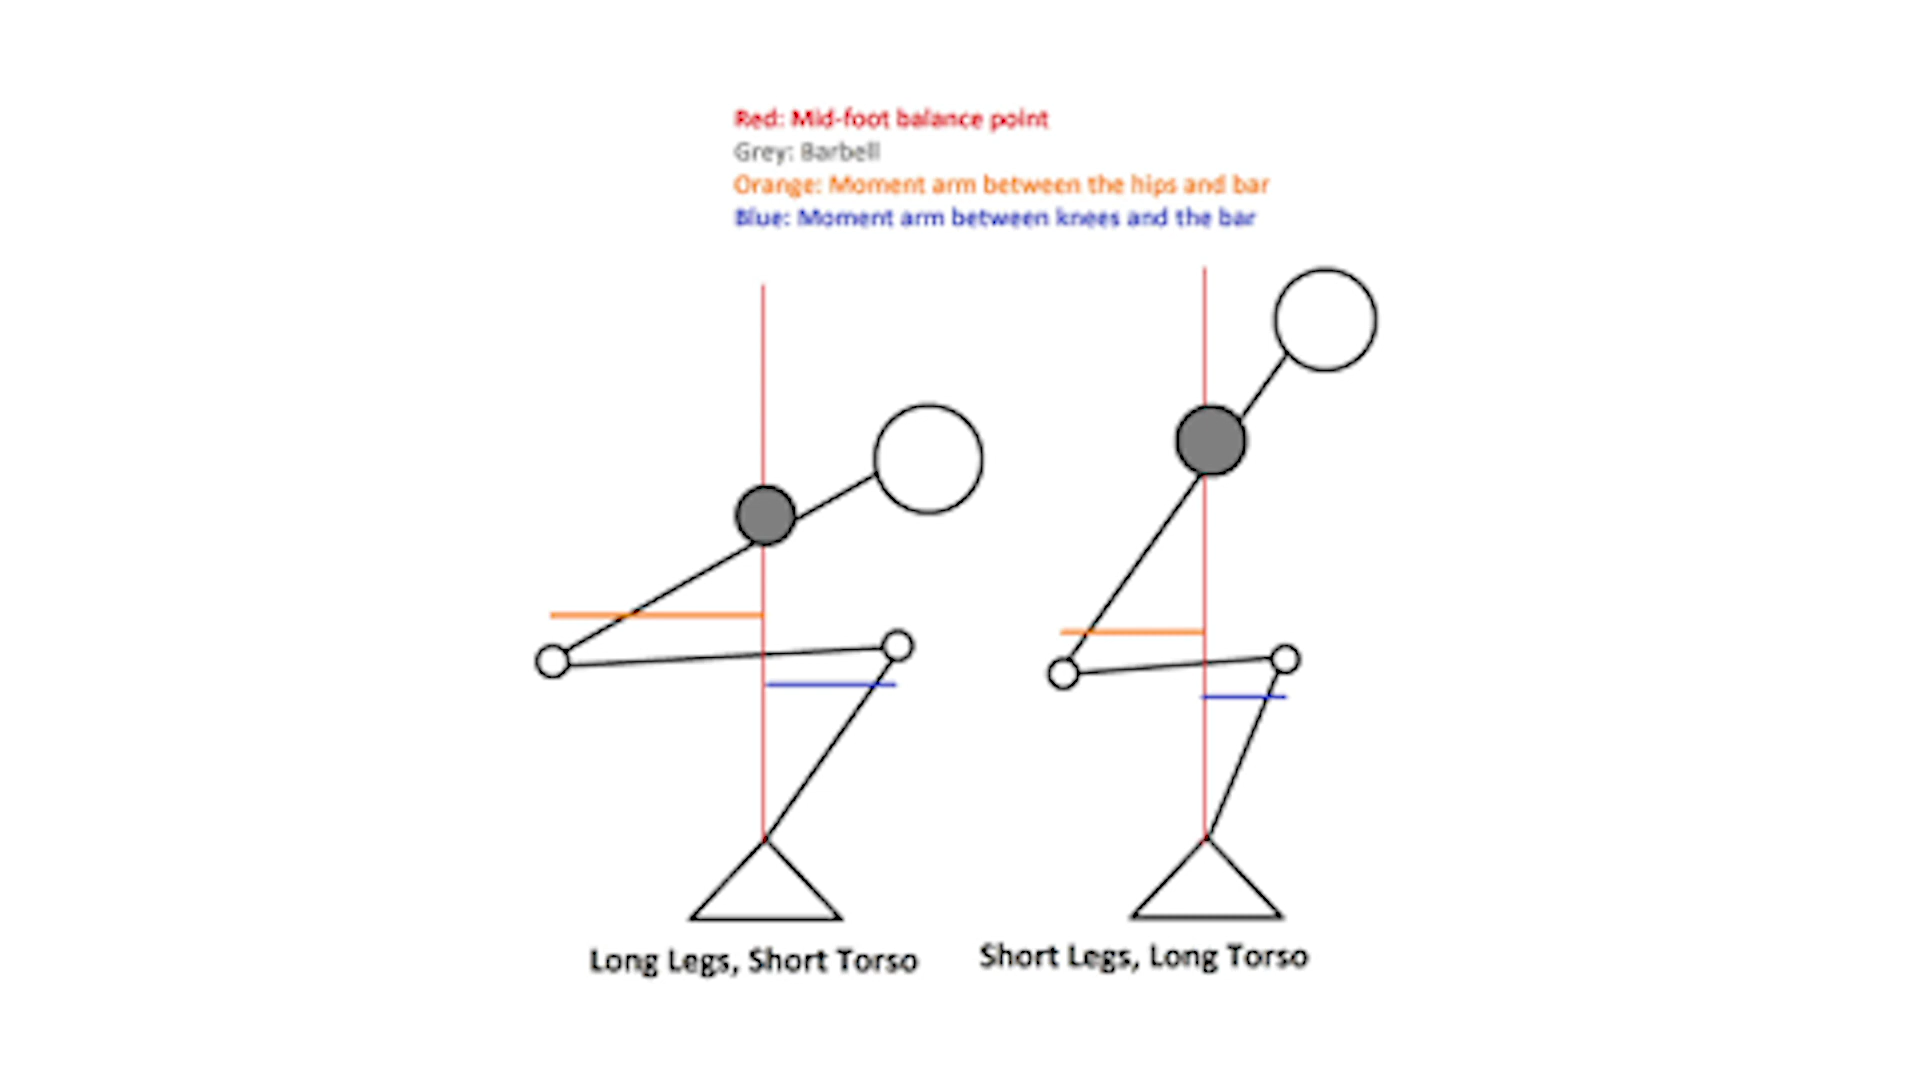 Red: Mid-foot balance point
Grey: Barbell
Orange: Moment arm between the hips and bar
Blue: Moment arm between knees and the bar
Long Legs, Short Torso
Short Legs, Long Torso